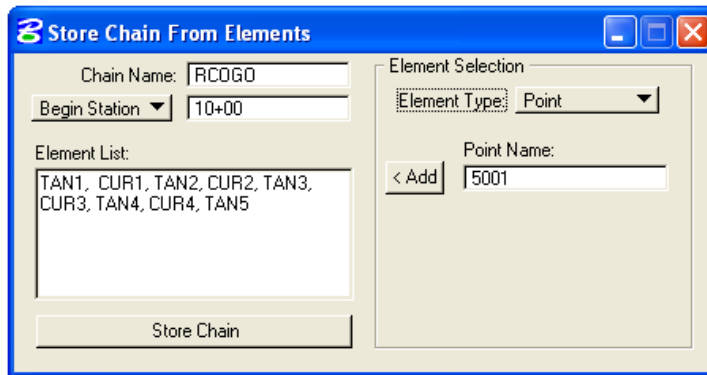 Store Chain From Elements
Chain Name: RCOGO
Begin Station 10+00
Element List:
TAN1, CUR1, TAN2, CUR2, TAN3,
CUR3, TAN4, CUR4, TAN5
Store Chain
Element Selection
Element Type: Point
Point Name:
< Add 5001